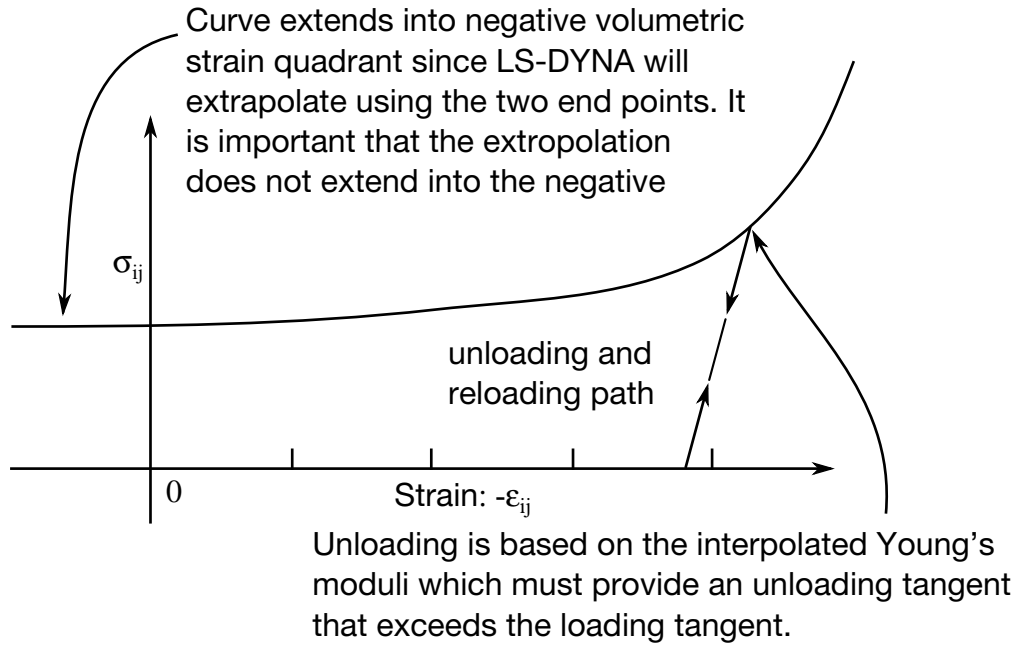 Curve extends into negative volumetric
strain quadrant since LS-DYNA will
extrapolate using the two end points. It
is important that the extropolation
does not extend into the negative
σij
unloading and
reloading path
0
Strain: -εij
Unloading is based on the interpolated Young's
moduli which must provide an unloading tangent
that exceeds the loading tangent.